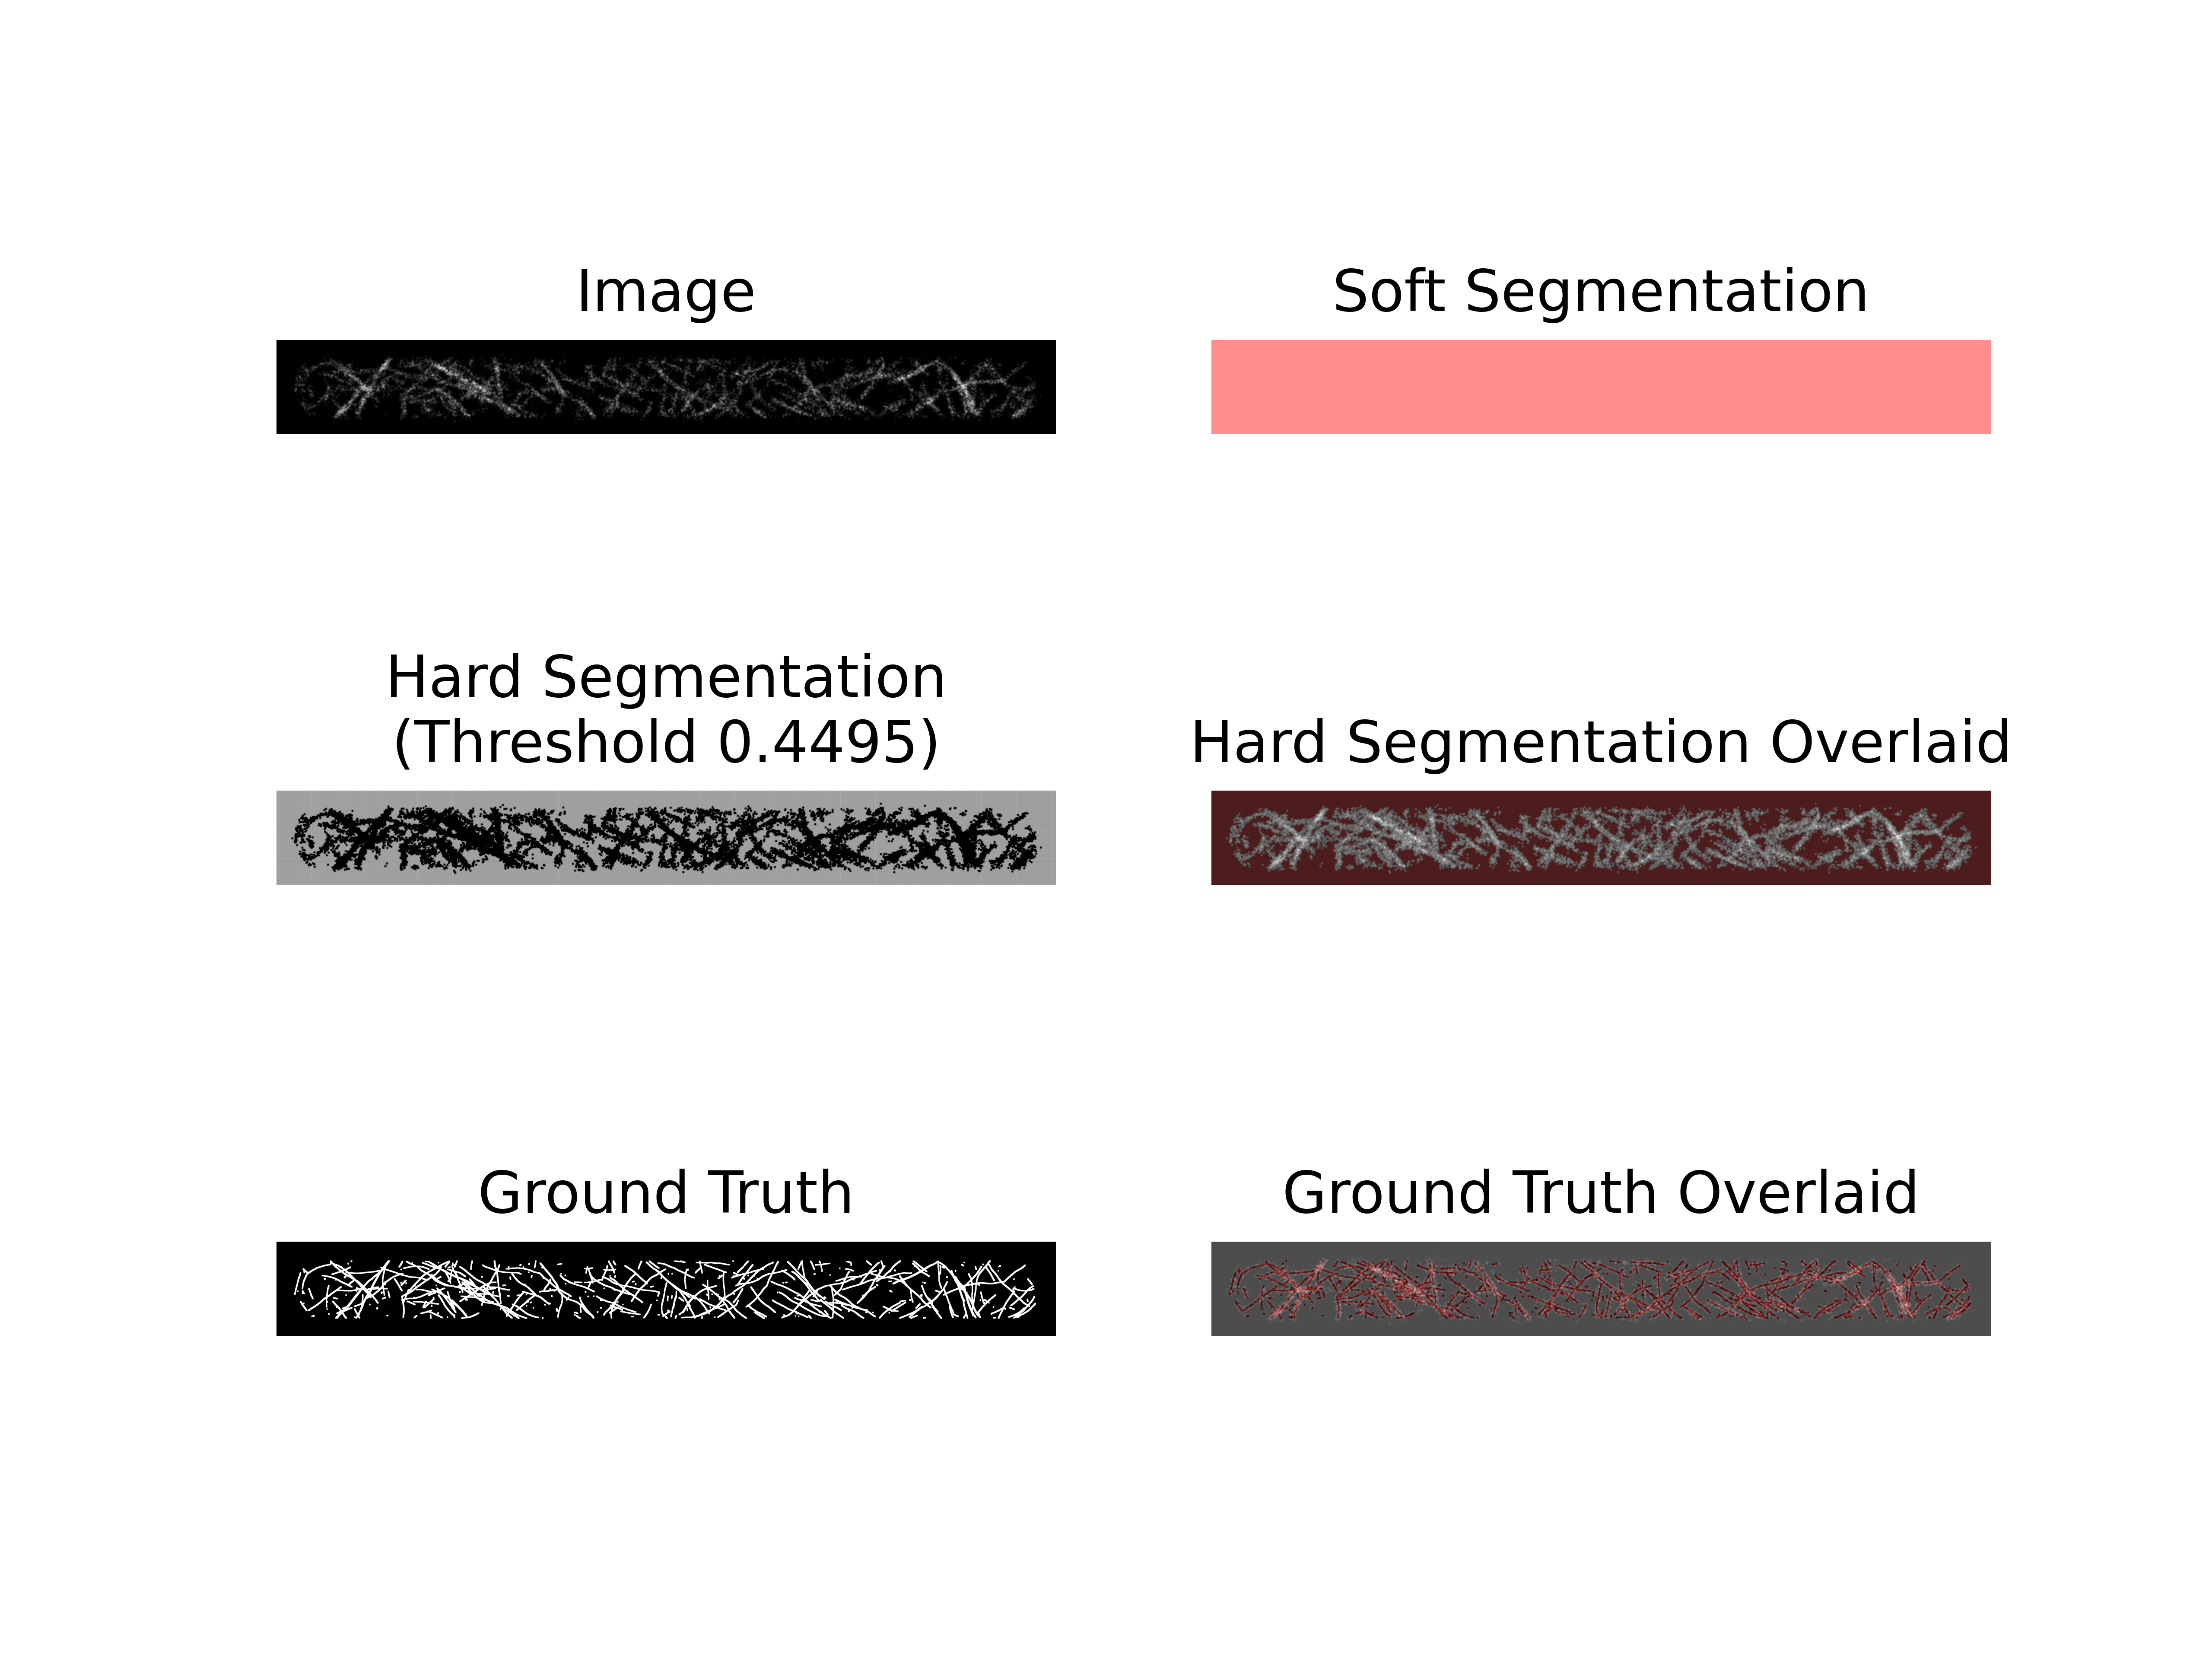 Image
Soft Segmentation
Hard Segmentation
(Threshold 0.4495)
Hard Segmentation Overlaid
Ground Truth
Ground Truth Overlaid